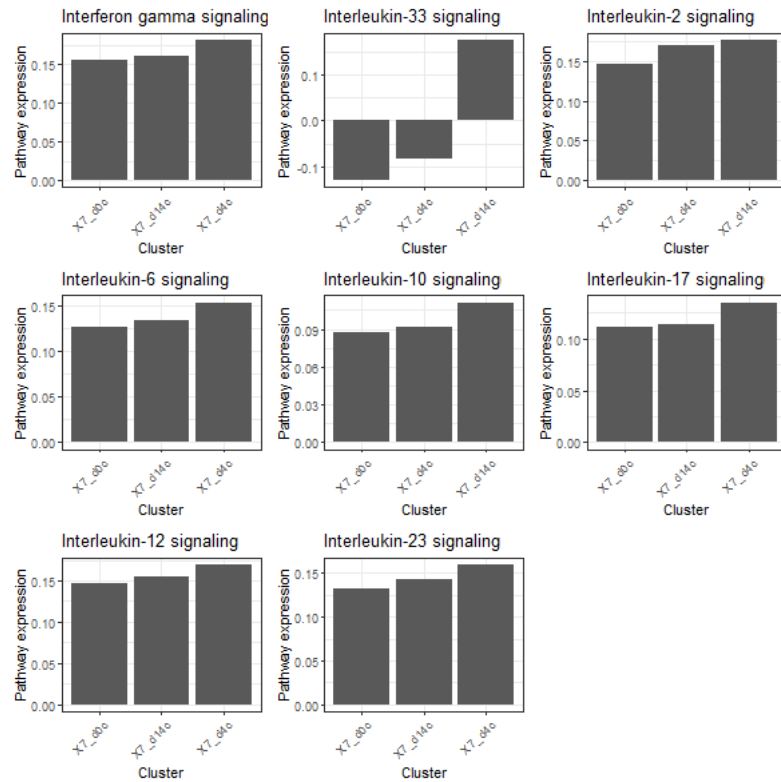 Interferon gamma signaling
Pathway expression
0.15
0.10
0.05
0.00
X7_d0c
X7_d14c
X7_d4c
Cluster
Interleukin-33 signaling
Pathway expression
0.1
0.0
-0.1
X7_d0c
X7_d4c
X7_d14c
Cluster
Interleukin-2 signaling
Pathway expression
0.15
0.10
0.05
0.00
X7_d0c
X7_d4c
X7_d14c
Cluster
Interleukin-6 signaling
Pathway expression
0.15
0.10
0.05
0.00
X7_d0c
X7_d14c
X7_d4c
Cluster
Interleukin-10 signaling
Pathway expression
0.09
0.06
0.03
0.00
X7_d0c
X7_d4c
X7_d14c
Cluster
Interleukin-17 signaling
Pathway expression
0.10
0.05
0.00
X7_d0c
X7_d14c
X7_d4c
Cluster
Interleukin-12 signaling
Pathway expression
0.15
0.10
0.05
0.00
X7_d0c
X7_d14c
X7_d4c
Cluster
Interleukin-23 signaling
Pathway expression
0.15
0.10
0.05
0.00
X7_d0c
X7_d14c
X7_d4c
Cluster